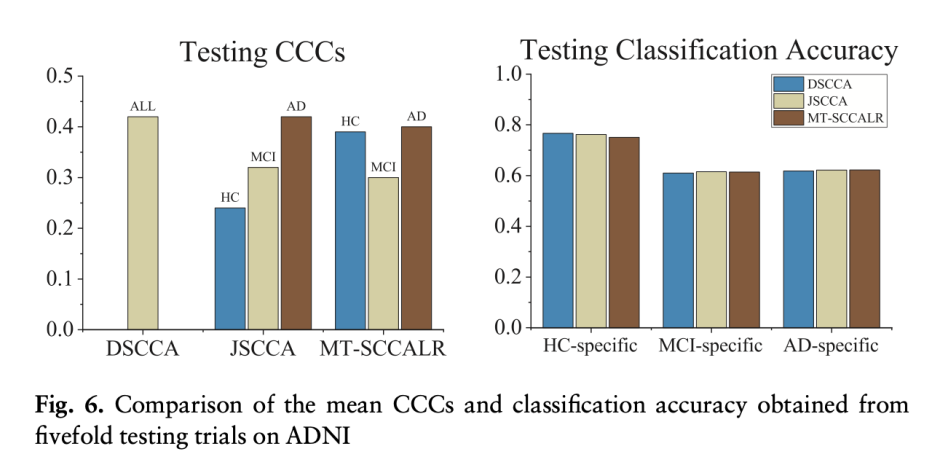 Testing CCCs
0.5
0.4
0.3
0.2
0.1
0.0
ALL
HC
MCI
AD
HC
MCI
AD
DSCCA
JSCCA
MT-SCCALR
Testing Classification Accuracy
1.0
0.8
0.6
0.4
0.2
0.0
DSCCA
JSCCA
MT-SCCALR
HC-specific
MCI-specific
AD-specific
Fig. 6. Comparison of the mean CCCs and classification accuracy obtained from
fivefold testing trials on ADNI